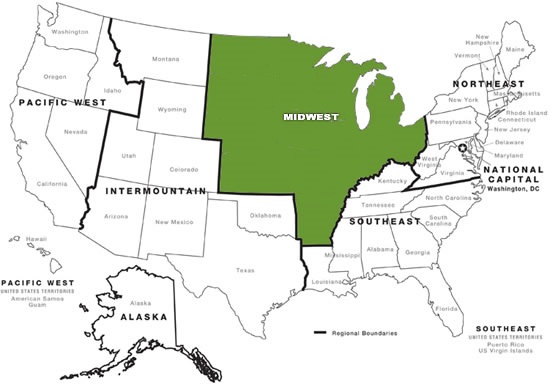 Washington
Montana
Oregon
Idaho
PACIFIC WEST
Wyoming
Nevada
Utah
Colorado
California
INTERMOUNTAIN
Arizona
New Mexico
Oklahoma
Texas
MIDWEST
New
Hampshire
Vermont
Maine
NORTHEAST
Massachusetts
New York
Rhode Island
Connecticut
Pennsylvania
New Jersey
Delaware
Maryland
West
Virginia
Virginia
NATIONAL
CAPITAL
Washington, DC
Kentucky
Tennessee
North Carolina
South
Carolina
SOUTHEAST
Mississippi
Alabama
Georgia
Louisiana
Florida
Hawaii
PACIFIC WEST
UNITED STATES TERRITORIES
American Samoa
Guam
Alaska
ALASKA
Regional Boundaries
SOUTHEAST
UNITED STATES TERRITORIES
Puerto Rico
US Virgin Islands